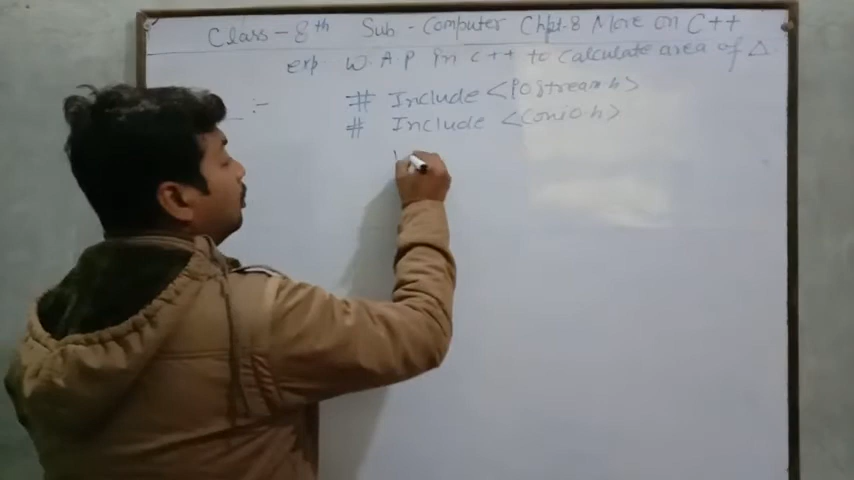 Class - 8th Sub - Computer Chpt-8 More on C++
exp. W.A.P in C++ to calculate area of △
:- # Include <iostream.h>
# Include <conio.h>